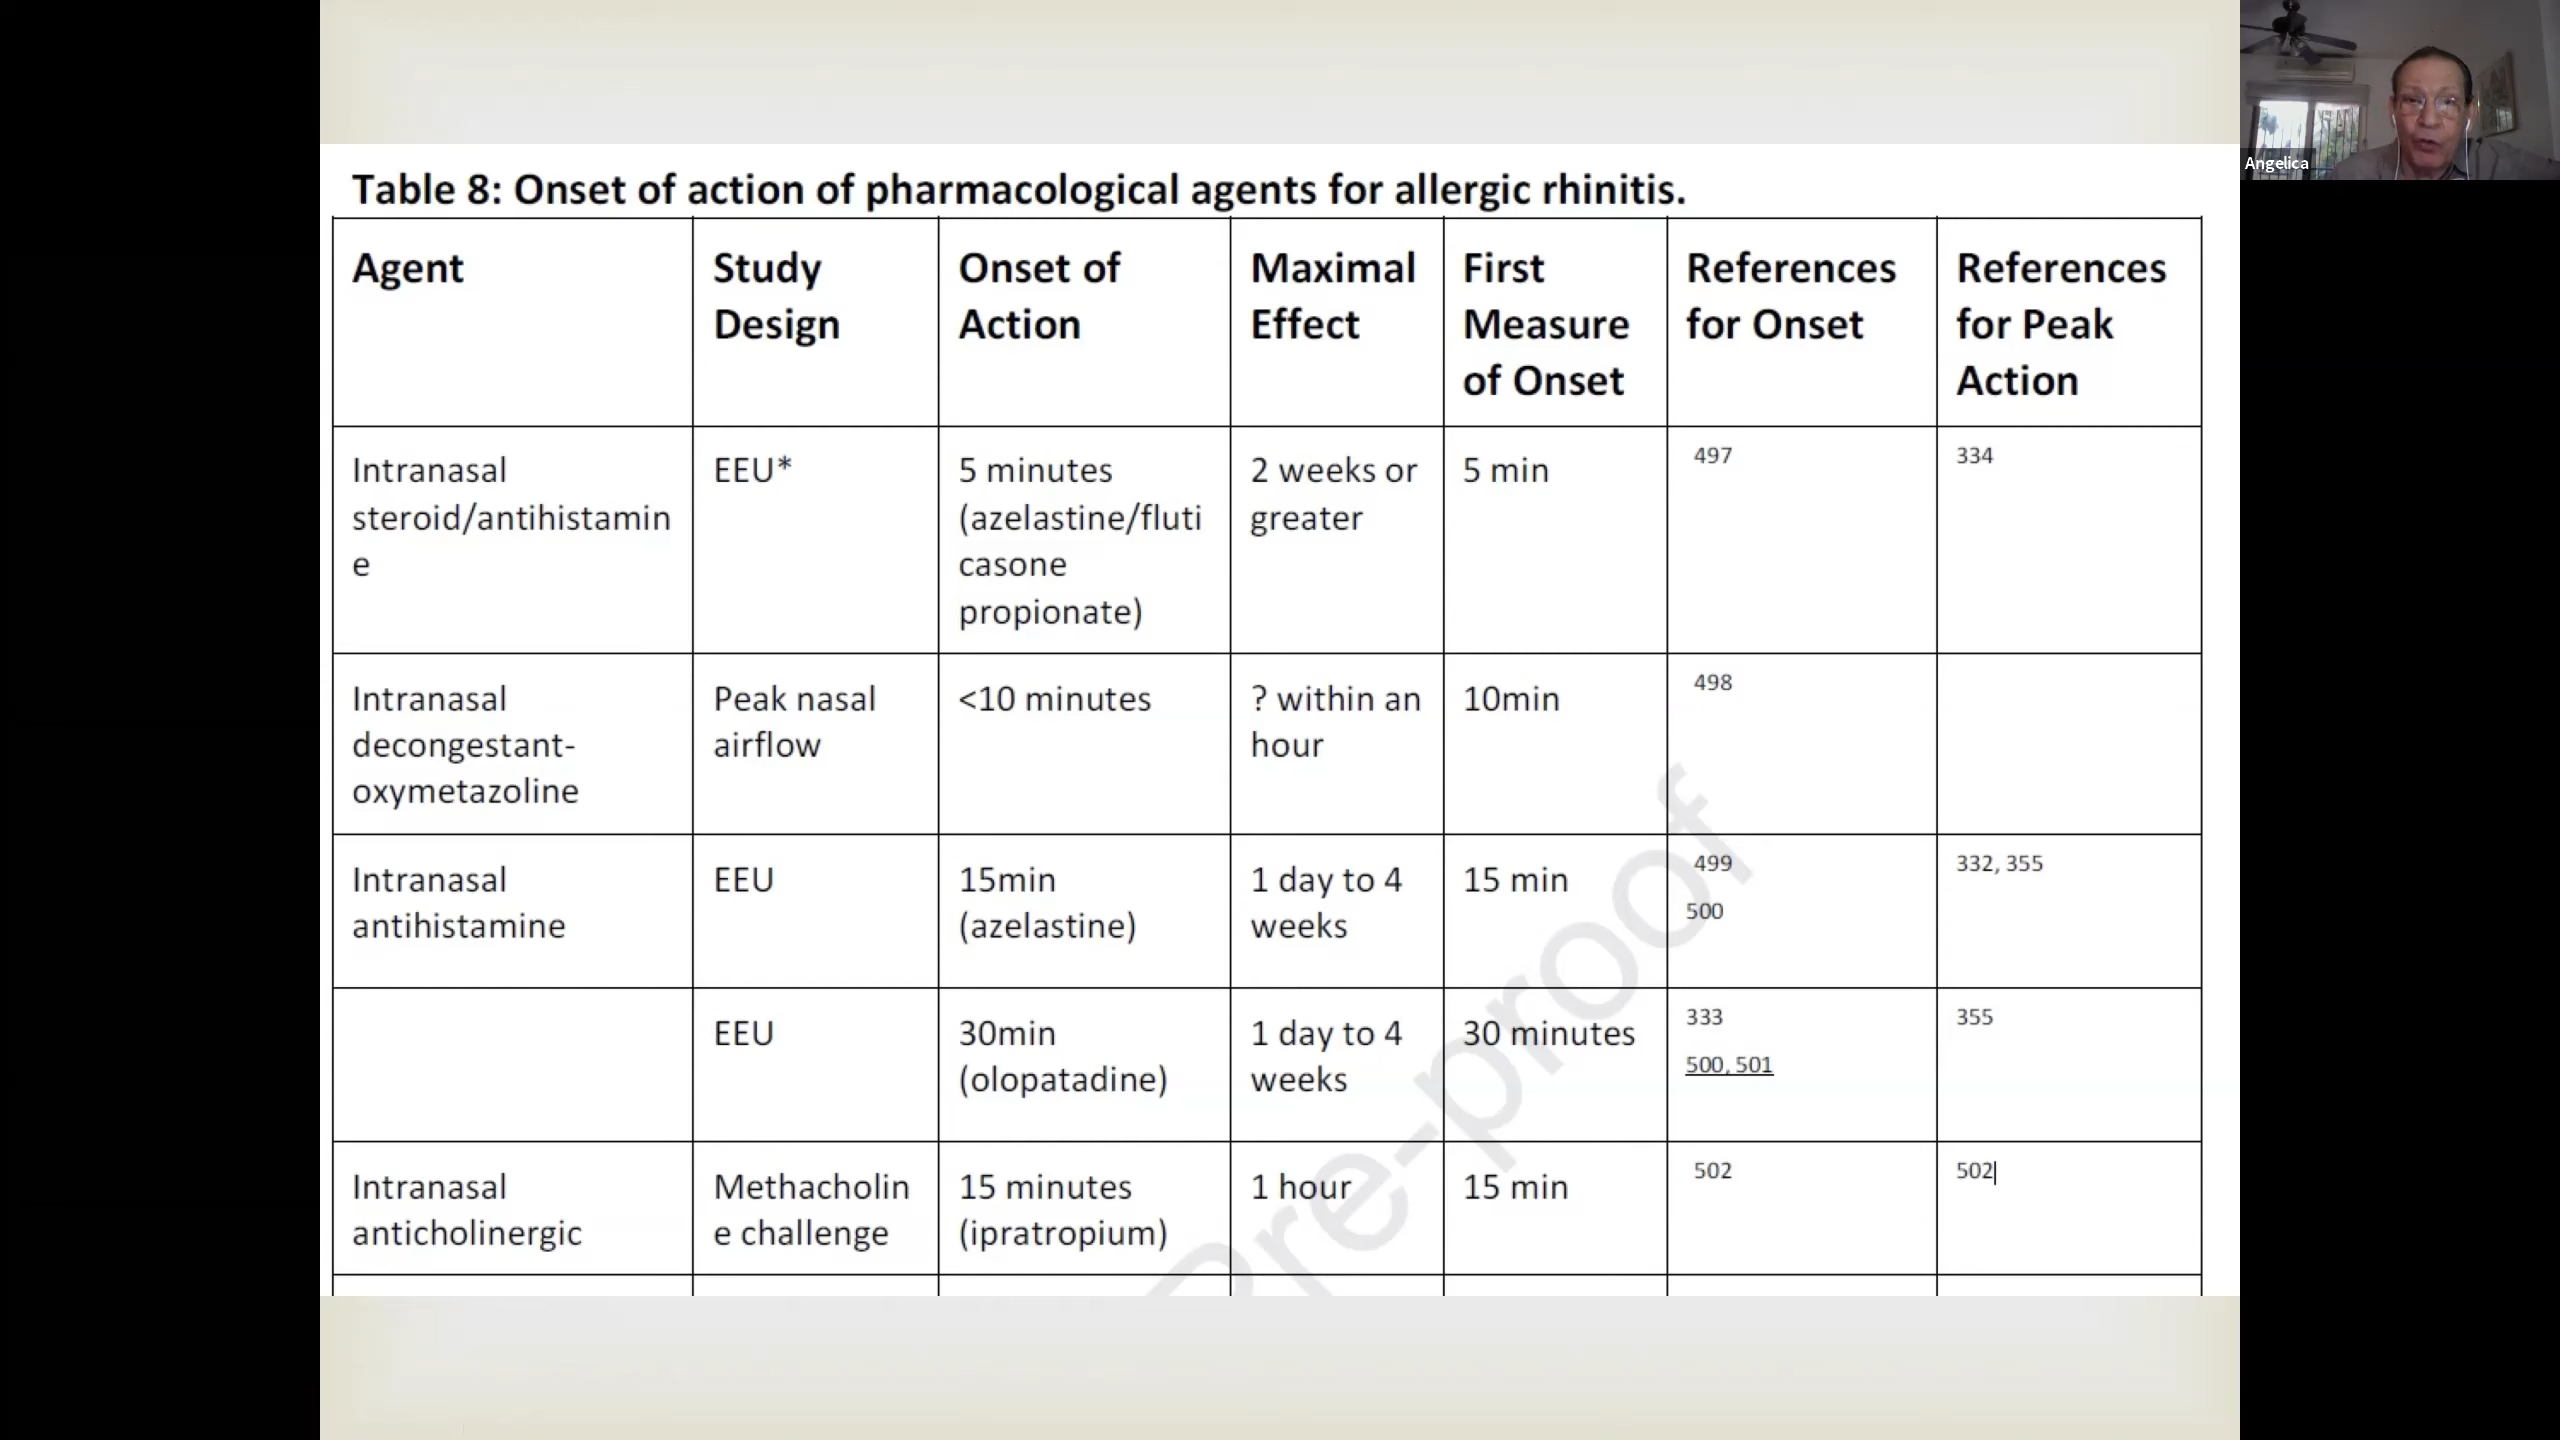 Table 8: Onset of action of pharmacological agents for allergic rhinitis.
Agent
Study
Design
Onset of
Action
Maximal
Effect
First
Measure
of Onset
References
for Onset
References
for Peak
Action
Intranasal
steroid/antihistamin
e
EEU*
5 minutes
(azelastine/fluti
casone
propionate)
2 weeks or
greater
5 min
497
334
Intranasal
decongestant-
oxymetazoline
Peak nasal
airflow
<10 minutes
? within an
hour
10min
498
Intranasal
antihistamine
EEU
15min
(azelastine)
1 day to 4
weeks
15 min
499
500
332, 355
EEU
30min
(olopatadine)
1 day to 4
weeks
30 minutes
333
500, 501
355
Intranasal
anticholinergic
Methacholin
e challenge
15 minutes
(ipratropium)
1 hour
15 min
502
502
Pre-proof
Angelica